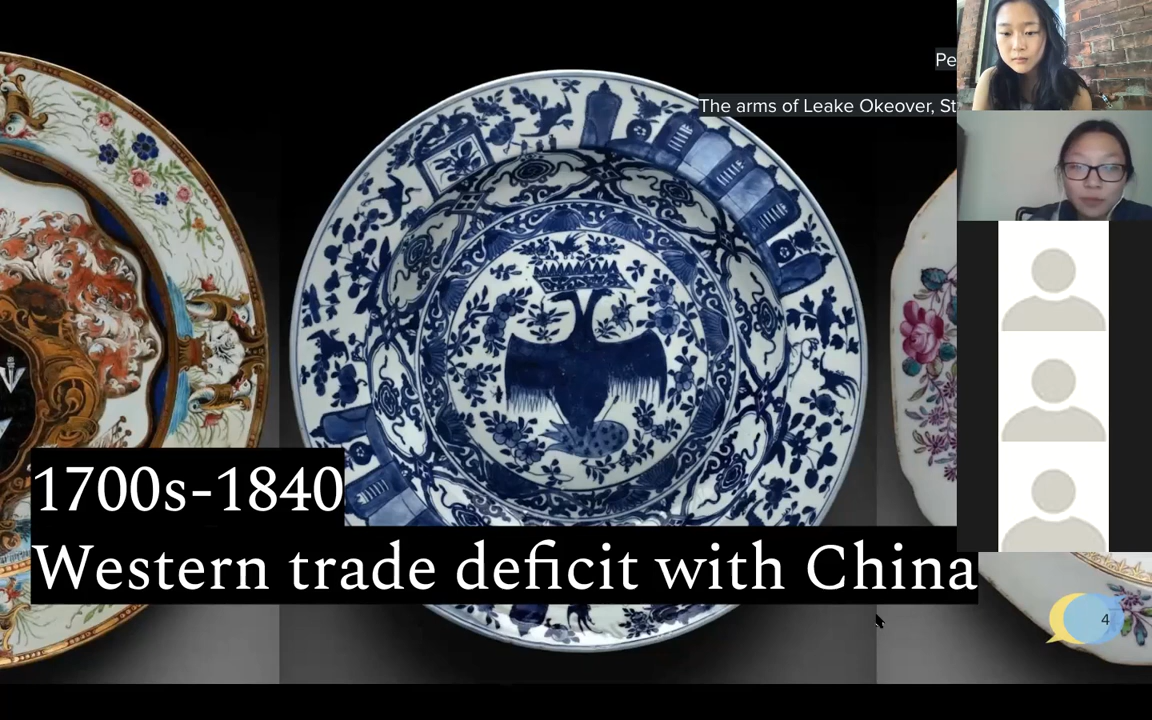 Pe
The arms of Leake Okeover, St
1700s-1840
Western trade deficit with China
4